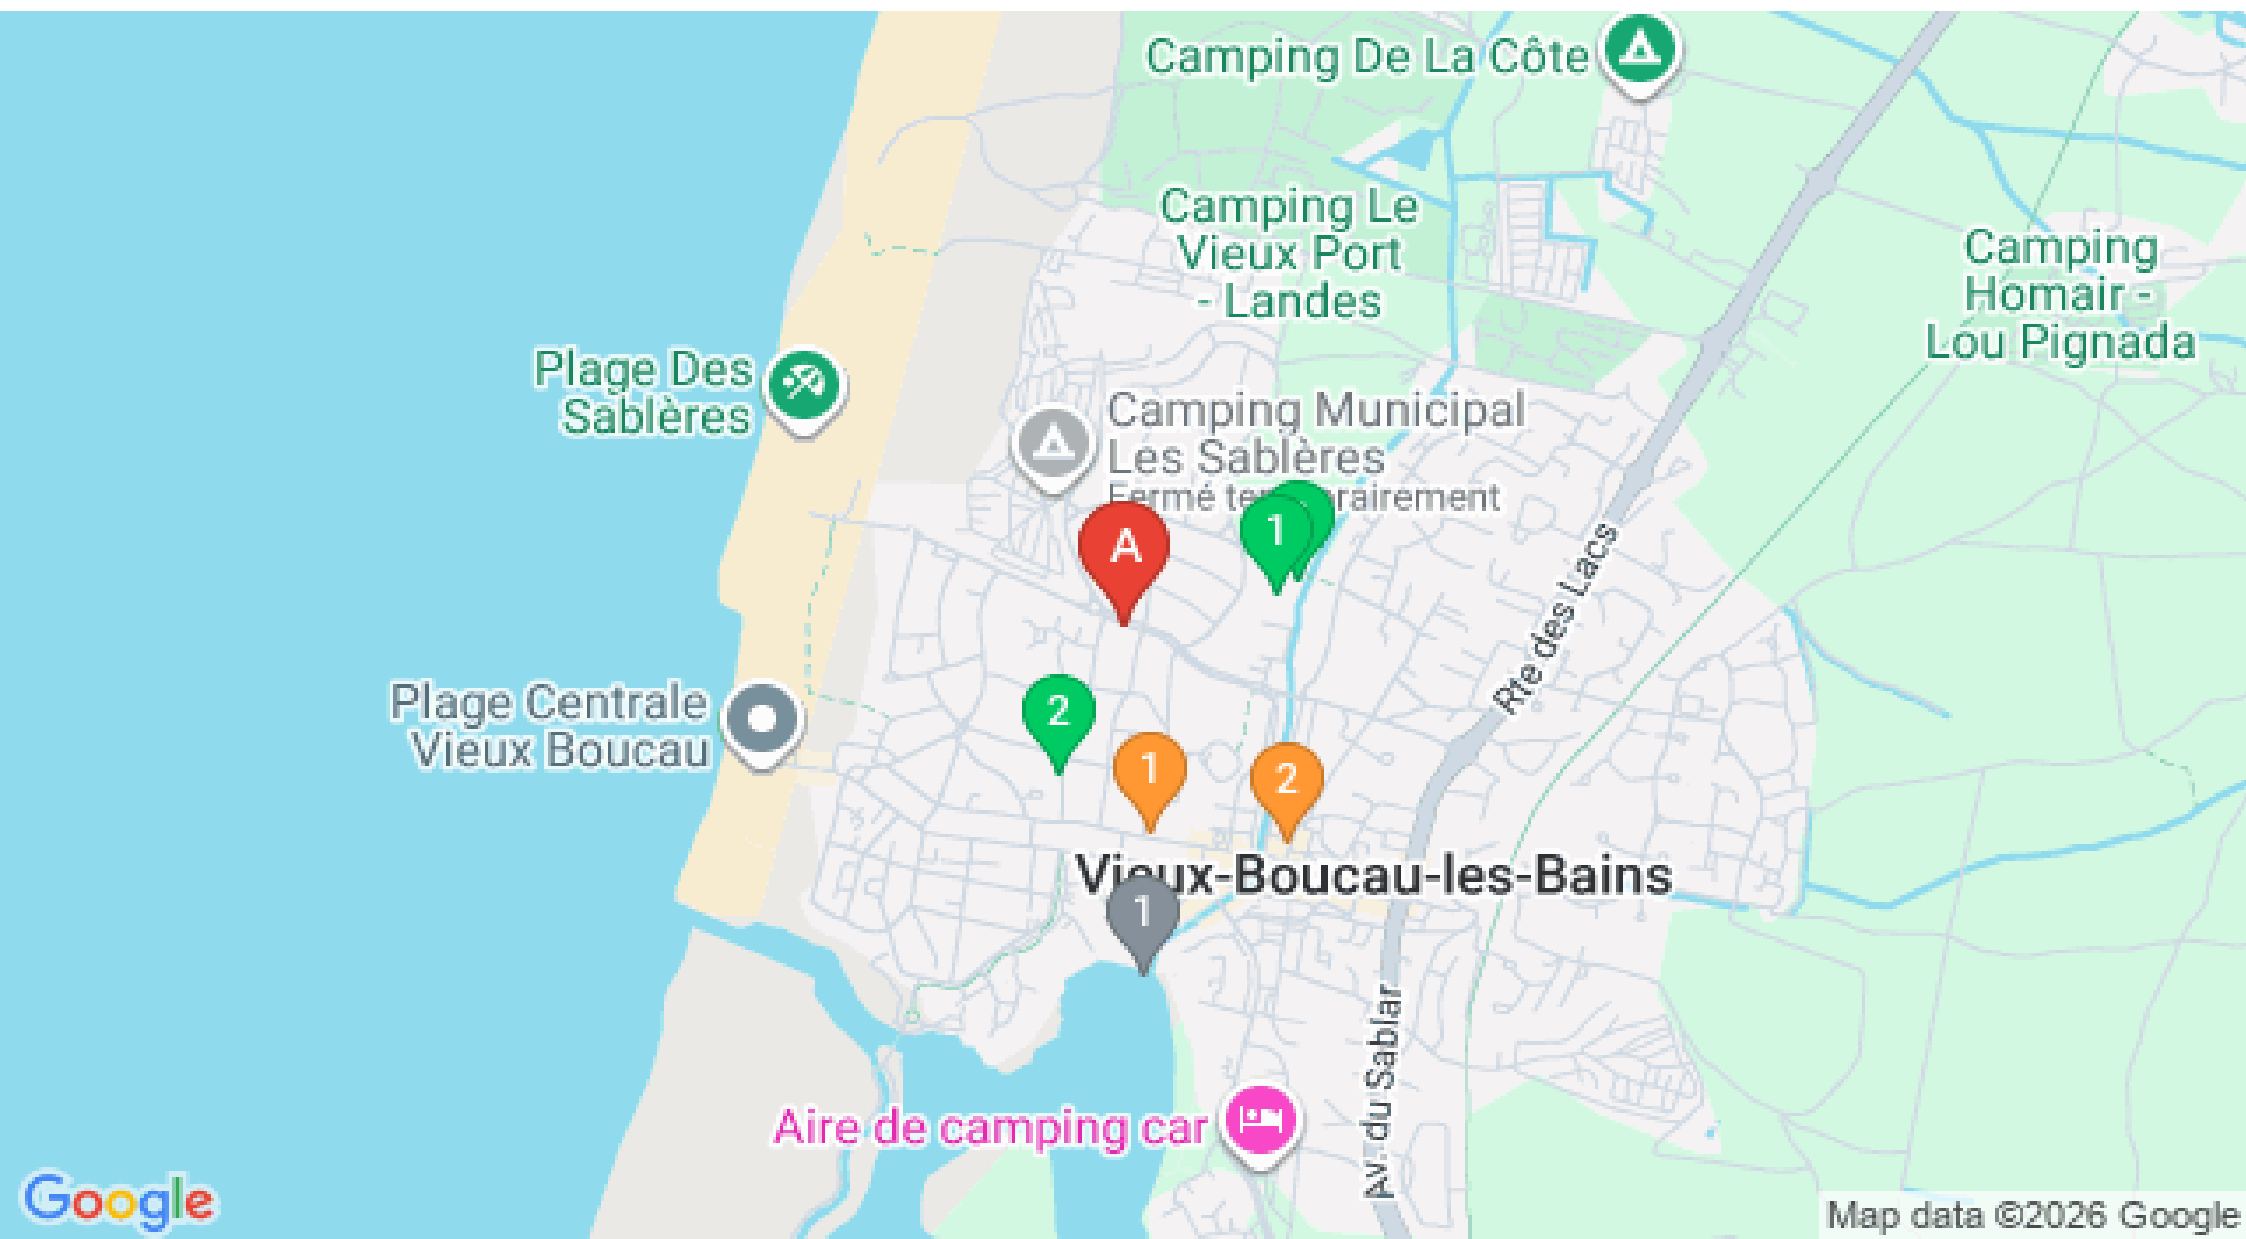 Camping De La Côte
Camping Le
Vieux Port
- Landes
Camping
Homair -
Lou Pignada
Plage Des
Sablères
Camping Municipal
Les Sablères
Fermé
1
A
Rte des Lacs
2
Plage Centrale
Vieux Boucau
1
2
Vieux-Boucau-les-Bains
1
Av. du Sablar
Aire de camping car
Google
Map data ©2026 Google